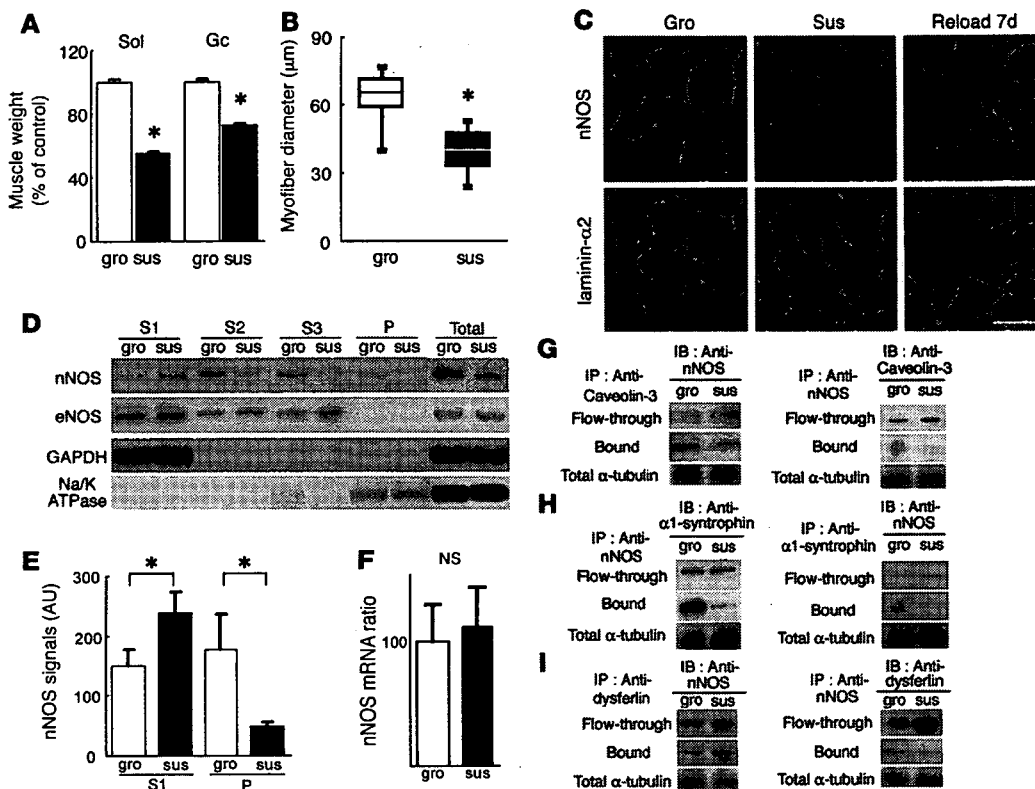 A
Sol
Gc
Muscle weight
(% of control)
120
80
60
40
0
*
*
gro sus
gro sus
B
Myofiber diameter (μm)
90
60
30
0
*
gro
sus
C
Gro
Sus
Reload 7d
nNOS
laminin-α2
D
S1
S2
S3
P
Total
gro sus
gro sus
gro sus
gro sus
gro sus
nNOS
eNOS
GAPDH
Na/K
ATPase
E
nNOS signals (AU)
300
200
100
0
*
*
gro
sus
gro
sus
S1
P
F
NS
nNOS mRNA ratio
100
gro
sus
G
IP : Anti-
Caveolin-3
IB : Anti-
nNOS
gro sus
Flow-through
Bound
Total α-tubulin
IP : Anti-
nNOS
IB : Anti-
Caveolin-3
gro sus
Flow-through
Bound
Total α-tubulin
H
IP : Anti-
nNOS
IB : Anti-
α1-syntrophin
gro sus
Flow-through
Bound
Total α-tubulin
IP : Anti-
α1-syntrophin
IB : Anti-
nNOS
gro sus
Flow-through
Bound
Total α-tubulin
I
IP : Anti-
dysferlin
IB : Anti-
nNOS
gro sus
Flow-through
Bound
Total α-tubulin
IP : Anti-
nNOS
IB : Anti-
dysferlin
gro sus
Flow-through
Bound
Total α-tubulin